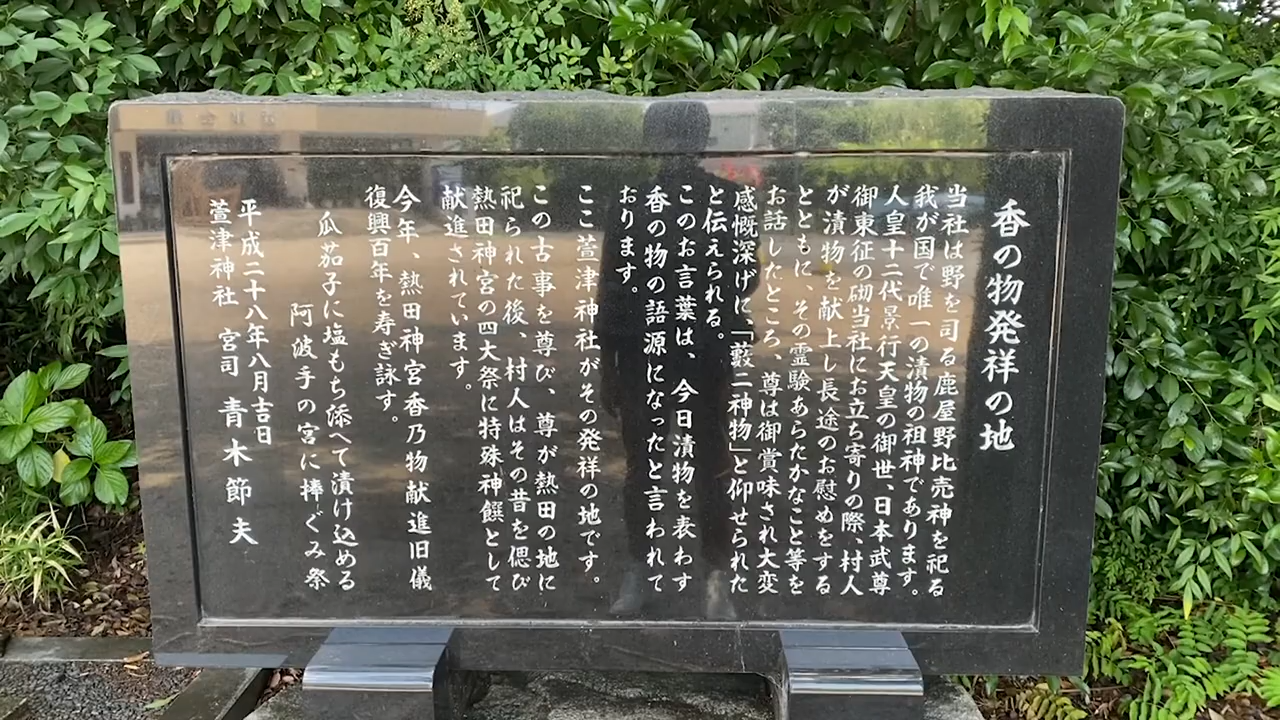 香の物発祥の地
当社は野を司る鹿屋野比売神を祀る
我が国で唯一の漬物の祖神であります。
人皇十二代景行天皇の御世、日本武尊
御東征の砌当社にお立ち寄りの際、村人
が漬物を献上し長途のお慰めをする
とともに、その霊験あらたかなこと等を
お話したところ、尊は御賞味され大変
感慨深げに、「藪二神物」と仰せられた
と伝えられる。
このお言葉は、今日漬物を表わす
香の物の語源になったと言われて
おります。
ここ萱津神社がその発祥の地です。
この古事を尊び、尊が熱田の地に
祀られた後、村人はその昔を偲び
熱田神宮の四大祭に特殊神饌として
献進されています。
今年、熱田神宮香乃物献進旧儀
復興百年を寿ぎ詠す。
瓜茄子に塩もち添へて漬け込める
阿波手の宮に捧ぐみ祭
平成二十八年八月吉日
萱津神社 宮司 青木節夫